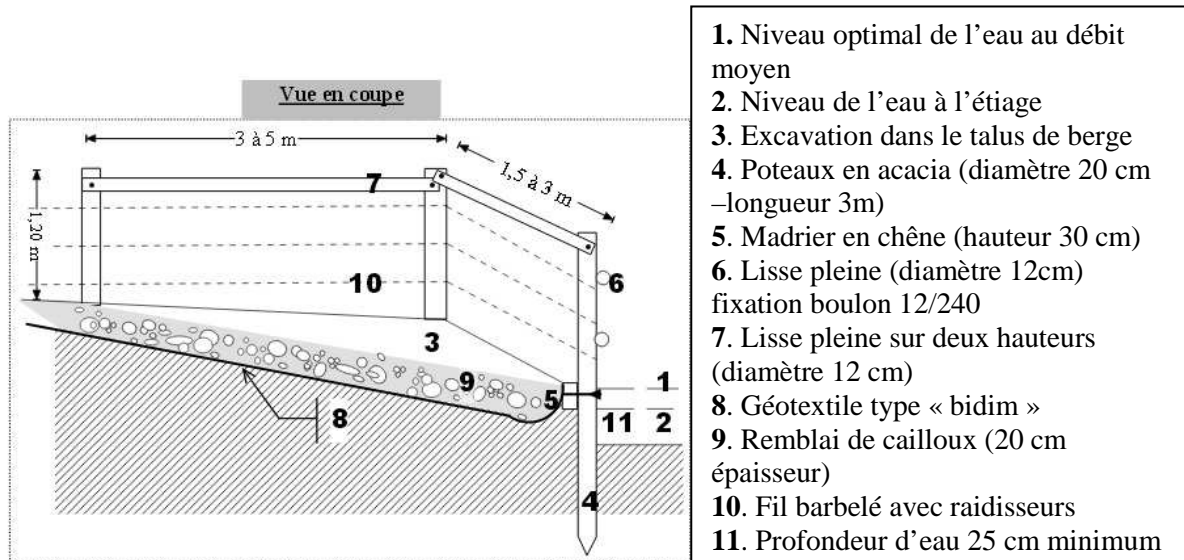 Vue en coupe
3 à 5 m
1,5 à 3 m
1,20 m
7
6
10
3
9
5
1
8
11
2
4
1. Niveau optimal de l'eau au débit
moyen
2. Niveau de l'eau à l'étiage
3. Excavation dans le talus de berge
4. Poteaux en acacia (diamètre 20 cm
–longueur 3m)
5. Madrier en chêne (hauteur 30 cm)
6. Lisse pleine (diamètre 12cm)
fixation boulon 12/240
7. Lisse pleine sur deux hauteurs
(diamètre 12 cm)
8. Géotextile type « bidim »
9. Remblai de cailloux (20 cm
épaisseur)
10. Fil barbelé avec raidisseurs
11. Profondeur d'eau 25 cm minimum